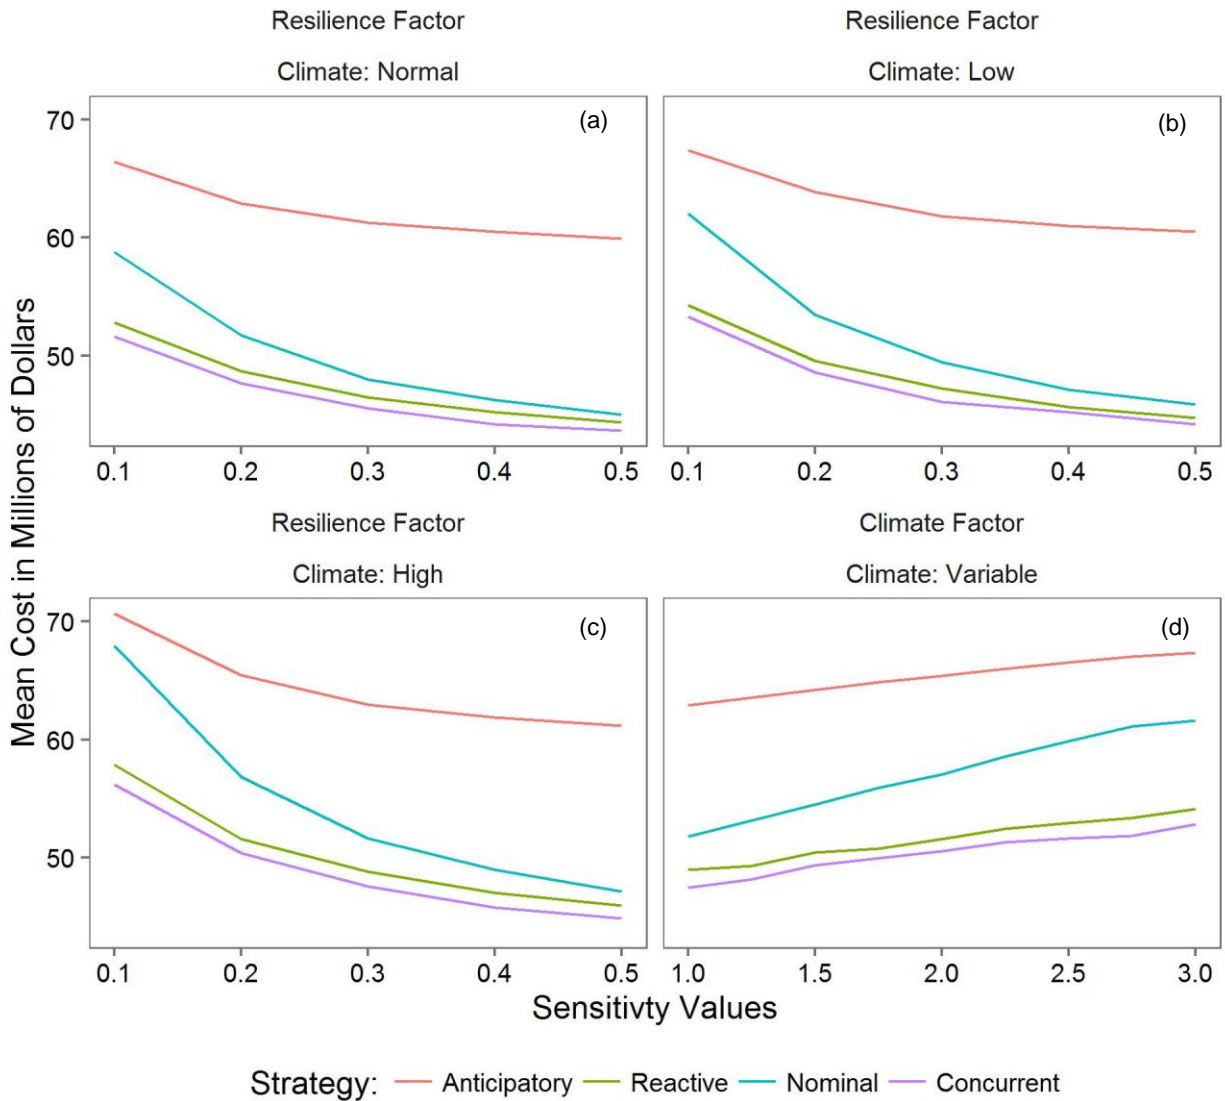 Resilience Factor
Climate: Normal
Resilience Factor
Climate: Low
(a)
(b)
70
60
50
0.1 0.2 0.3 0.4 0.5
0.1 0.2 0.3 0.4 0.5
Mean Cost in Millions of Dollars
Resilience Factor
Climate: High
Climate Factor
Climate: Variable
(c)
(d)
70
60
50
0.1 0.2 0.3 0.4 0.5
1.0 1.5 2.0 2.5 3.0
Sensitivty Values
Strategy: Anticipatory Reactive Nominal Concurrent